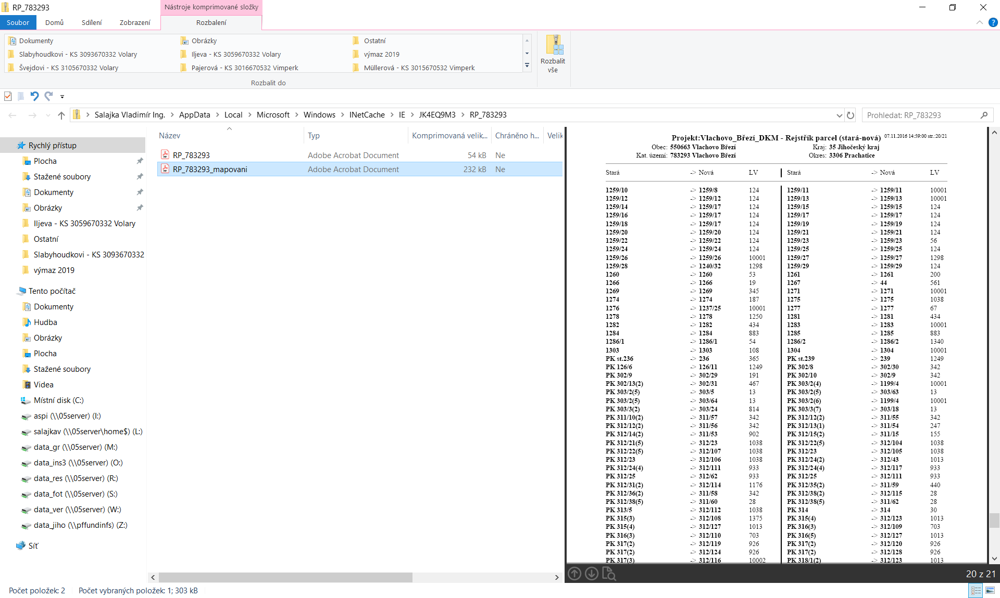 RP_783293
Nástroje komprimované složky
Soubor
Domů
Sdílení
Zobrazení
Rozbalení
Dokumenty
Obrázky
Ostatní
Slabyhoudkovi - KS 3093670332 Volary
Iljeva - KS 3059670332 Volary
výmaz 2019
Švejdovi - KS 3105670332 Volary
Pajerová - KS 3016670532 Vimperk
Müllerová - KS 3015670532 Vimperk
Rozbalit vše
Rozbalit do
Salajka Vladimír Ing. > AppData > Local > Microsoft > Windows > INetCache > IE > JK4EQ9M3 > RP_783293
Prohledat: RP_783293
Rychlý přístup
Plocha
Stažené soubory
Dokumenty
Obrázky
Iljeva - KS 3059670332 Volary
Ostatní
Slabyhoudkovi - KS 3093670332
výmaz 2019
Tento počítač
Dokumenty
Hudba
Obrázky
Plocha
Stažené soubory
Videa
Místní disk (C:)
aspi (\\05server) (I:)
salajkav (\\05server\home$) (L:)
data_gr (\\05server) (M:)
data_ins3 (\\05server) (O:)
data_res (\\05server) (R:)
data_fot (\\05server) (S:)
data_ver (\\05server) (W:)
data_jiho (\\pffundinfs) (Z:)
Síť
Název Typ Komprimovaná velik... Chráněno h... Velik
RP_783293 Adobe Acrobat Document 54 kB Ne
RP_783293_mapovani Adobe Acrobat Document 232 kB Ne
Projekt:Vlachovo_Březí_DKM - Rejstřík parcel (stará-nová) 07.11.2016 14:59:00 str.:20/21
Obec: 550663 Vlachovo Březí Kraj: 35 Jihočeský kraj
Kat. území: 783293 Vlachovo Březí Okres: 3306 Prachatice
Stará -> Nová LV Stará -> Nová LV
1259/10 -> 1259/8 124 1259/11 -> 1259/11 10001
1259/12 -> 1259/12 124 1259/13 -> 1259/13 10001
1259/14 -> 1259/17 124 1259/15 -> 1259/15 124
1259/16 -> 1259/17 124 1259/17 -> 1259/17 124
1259/18 -> 1259/17 124 1259/19 -> 1259/19 124
1259/20 -> 1259/20 124 1259/21 -> 1259/21 124
1259/22 -> 1259/22 124 1259/23 -> 1259/23 56
1259/24 -> 1259/24 124 1259/25 -> 1259/25 124
1259/26 -> 1259/26 10001 1259/27 -> 1259/27 1298
1259/28 -> 1240/32 1298 1259/29 -> 1259/29 124
1260 -> 1260 53 1261 -> 1261 200
1266 -> 1266 19 1267 -> 44 561
1269 -> 1269 345 1271 -> 1271 10001
1274 -> 1274 187 1275 -> 1275 1038
1276 -> 1237/25 10001 1277 -> 1277 67
1278 -> 1278 1250 1281 -> 1281 434
1282 -> 1282 434 1283 -> 1283 10001
1284 -> 1284 883 1285 -> 1285 883
1286/1 -> 1286/1 54 1286/2 -> 1286/2 1340
1303 -> 1303 108 1304 -> 1304 10001
PK st.236 -> 236 365 PK st.239 -> 239 1249
PK 126/6 -> 126/11 1249 PK 302/8 -> 302/30 342
PK 302/9 -> 302/29 191 PK 302/10 -> 302/9 342
PK 302/13(2) -> 302/31 467 PK 303/2(4) -> 1199/4 10001
PK 303/2(5) -> 303/5 13 PK 303/2(5) -> 303/63 13
PK 303/2(5) -> 303/64 13 PK 303/2(6) -> 1199/4 10001
PK 303/3(2) -> 303/24 814 PK 303/3(7) -> 303/18 13
PK 311/10(2) -> 311/57 342 PK 312/12(2) -> 311/55 342
PK 312/12(2) -> 311/56 342 PK 312/13(1) -> 311/54 247
PK 312/14(2) -> 311/53 902 PK 312/15(2) -> 311/15 155
PK 312/21(5) -> 312/23 1038 PK 312/22(5) -> 312/104 1038
PK 312/22(5) -> 312/107 1038 PK 312/23 -> 312/105 1038
PK 312/23 -> 312/106 1038 PK 312/24(2) -> 312/43 1013
PK 312/24(4) -> 312/111 933 PK 312/24(4) -> 312/117 933
PK 312/25 -> 312/62 933 PK 312/25 -> 312/111 933
PK 312/31(2) -> 312/114 1176 PK 312/35(2) -> 311/59 440
PK 312/36(2) -> 311/58 342 PK 312/38(2) -> 312/115 28
PK 312/38(5) -> 311/60 28 PK 312/38(5) -> 311/62 28
PK 313/5 -> 312/112 1038 PK 314 -> 314 30
PK 315(3) -> 312/108 1375 PK 315(4) -> 312/123 1013
PK 315(4) -> 312/127 1013 PK 316(3) -> 312/109 703
PK 316(3) -> 312/110 703 PK 316(5) -> 312/127 1013
PK 317(2) -> 312/119 926 PK 317(2) -> 312/120 926
PK 317(2) -> 312/124 926 PK 317(2) -> 312/128 926
PK 317(3) -> 312/116 10002 PK 318/1(2) -> 312/123 1013
20 z 21
Počet položek: 2 Počet vybraných položek: 1; 303 kB